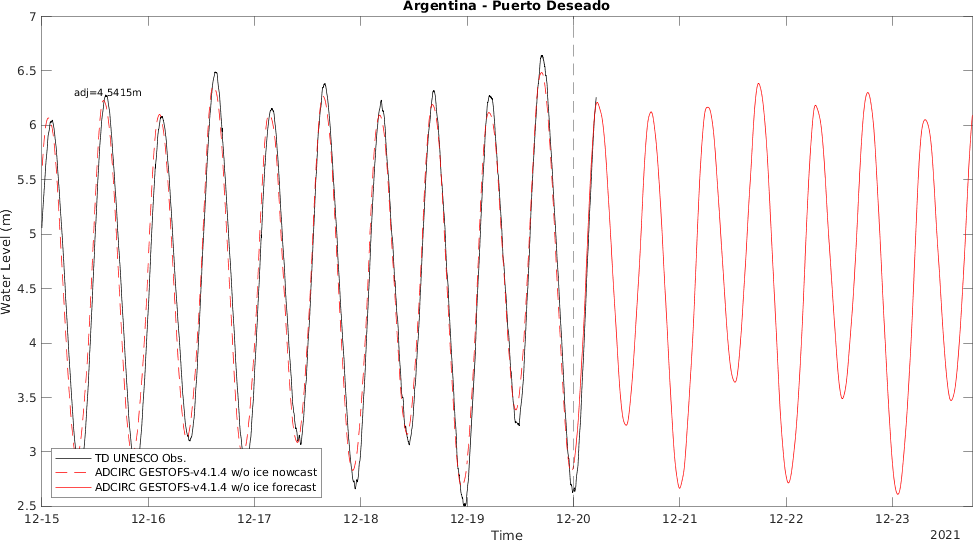 Argentina - Puerto Deseado
7
6.5
6
5.5
5
4.5
4
3.5
3
2.5
Water Level (m)
adj=4.5415m
TD UNESCO Obs.
ADCIRC GESTOFS-v4.1.4 w/o ice nowcast
ADCIRC GESTOFS-v4.1.4 w/o ice forecast
12-15 12-16 12-17 12-18 12-19 12-20 12-21 12-22 12-23
Time
2021